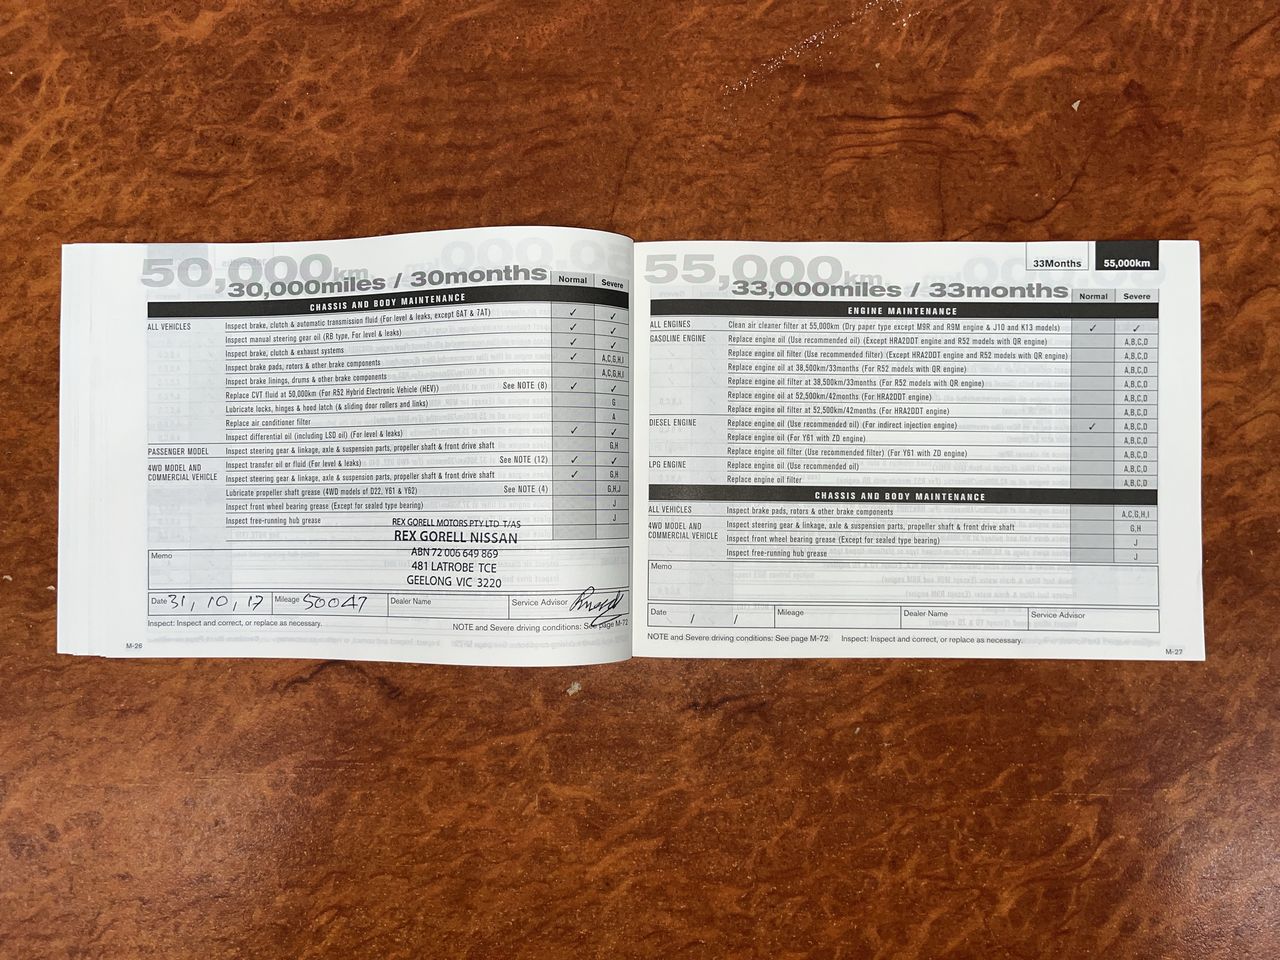 50,000km
30,000miles / 30months
Normal Severe
CHASSIS AND BODY MAINTENANCE
ALL VEHICLES Inspect brake, clutch & automatic transmission fluid (For level & leaks, except 6AT & 7AT) ✓ ✓
Inspect manual steering gear oil (RB type, For level & leaks) ✓ ✓
Inspect brake, clutch & exhaust systems ✓ ✓
Inspect brake pads, rotors & other brake components ✓ A,C,G,H,I
Inspect brake linings, drums & other brake components A,C,G,H,I
Replace CVT fluid at 50,000km (For R52 Hybrid Electronic Vehicle (HEV)) See NOTE (8) ✓ ✓
Lubricate locks, hinges & hood latch (& sliding door rollers and links) G
Replace air conditioner filter A
Inspect differential oil (including LSD oil) (For level & leaks) ✓ ✓
PASSENGER MODEL Inspect steering gear & linkage, axle & suspension parts, propeller shaft & front drive shaft G,H
4WD MODEL AND Inspect transfer oil or fluid (For level & leaks) See NOTE (12) ✓ ✓
COMMERCIAL VEHICLE Inspect steering gear & linkage, axle & suspension parts, propeller shaft & front drive shaft ✓ G,H
Lubricate propeller shaft grease (4WD models of D22, Y61 & Y62) See NOTE (4) G,H,J
Inspect front wheel bearing grease (Except for sealed type bearing) J
Inspect free-running hub grease J
REX GORELL MOTORS PTY LTD T/AS
REX GORELL NISSAN
Memo
ABN 72 006 649 869
481 LATROBE TCE
GEELONG VIC 3220
Date 31, 10, 17 Mileage 50047 Dealer Name Service Advisor
Inspect: Inspect and correct, or replace as necessary. NOTE and Severe driving conditions: See page M-72
M-26
33Months 55,000km
55,000km
33,000miles / 33months
Normal Severe
ENGINE MAINTENANCE
ALL ENGINES Clean air cleaner filter at 55,000km (Dry paper type except M9R and R9M engine & J10 and K13 models) ✓ ✓
GASOLINE ENGINE Replace engine oil (Use recommended oil) (Except HRA2DDT engine and R52 models with QR engine) A,B,C,D
Replace engine oil filter (Use recommended filter) (Except HRA2DDT engine and R52 models with QR engine) A,B,C,D
Replace engine oil at 38,500km/33months (For R52 models with QR engine) A,B,C,D
Replace engine oil filter at 38,500km/33months (For R52 models with QR engine) A,B,C,D
Replace engine oil at 52,500km/42months (For HRA2DDT engine) A,B,C,D
Replace engine oil filter at 52,500km/42months (For HRA2DDT engine) A,B,C,D
DIESEL ENGINE Replace engine oil (Use recommended oil) (For indirect injection engine) ✓ A,B,C,D
Replace engine oil (For Y61 with ZD engine) A,B,C,D
Replace engine oil filter (Use recommended filter) (For Y61 with ZD engine) A,B,C,D
LPG ENGINE Replace engine oil (Use recommended oil) A,B,C,D
Replace engine oil filter A,B,C,D
CHASSIS AND BODY MAINTENANCE
ALL VEHICLES Inspect brake pads, rotors & other brake components A,C,G,H,I
4WD MODEL AND Inspect steering gear & linkage, axle & suspension parts, propeller shaft & front drive shaft G,H
COMMERCIAL VEHICLE Inspect front wheel bearing grease (Except for sealed type bearing) J
Inspect free-running hub grease J
Memo
Date / / Mileage Dealer Name Service Advisor
NOTE and Severe driving conditions: See page M-72 Inspect: Inspect and correct, or replace as necessary.
M-27